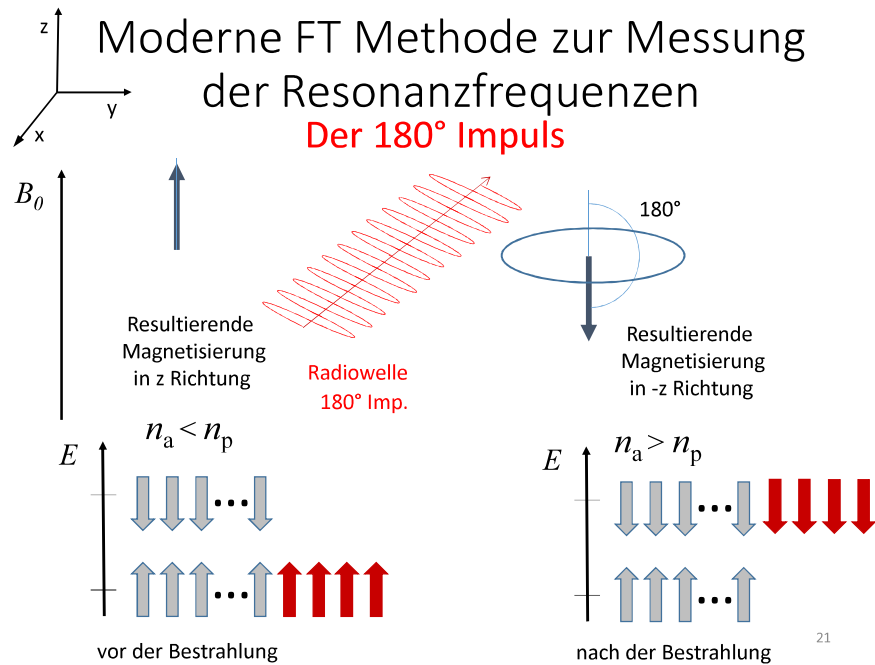 Moderne FT Methode zur Messung
der Resonanzfrequenzen
Der 180° Impuls
z
y
x
B0
180°
Resultierende
Magnetisierung
in z Richtung
Radiowelle
180° Imp.
Resultierende
Magnetisierung
in -z Richtung
na < np
E
vor der Bestrahlung
na > np
E
nach der Bestrahlung
21